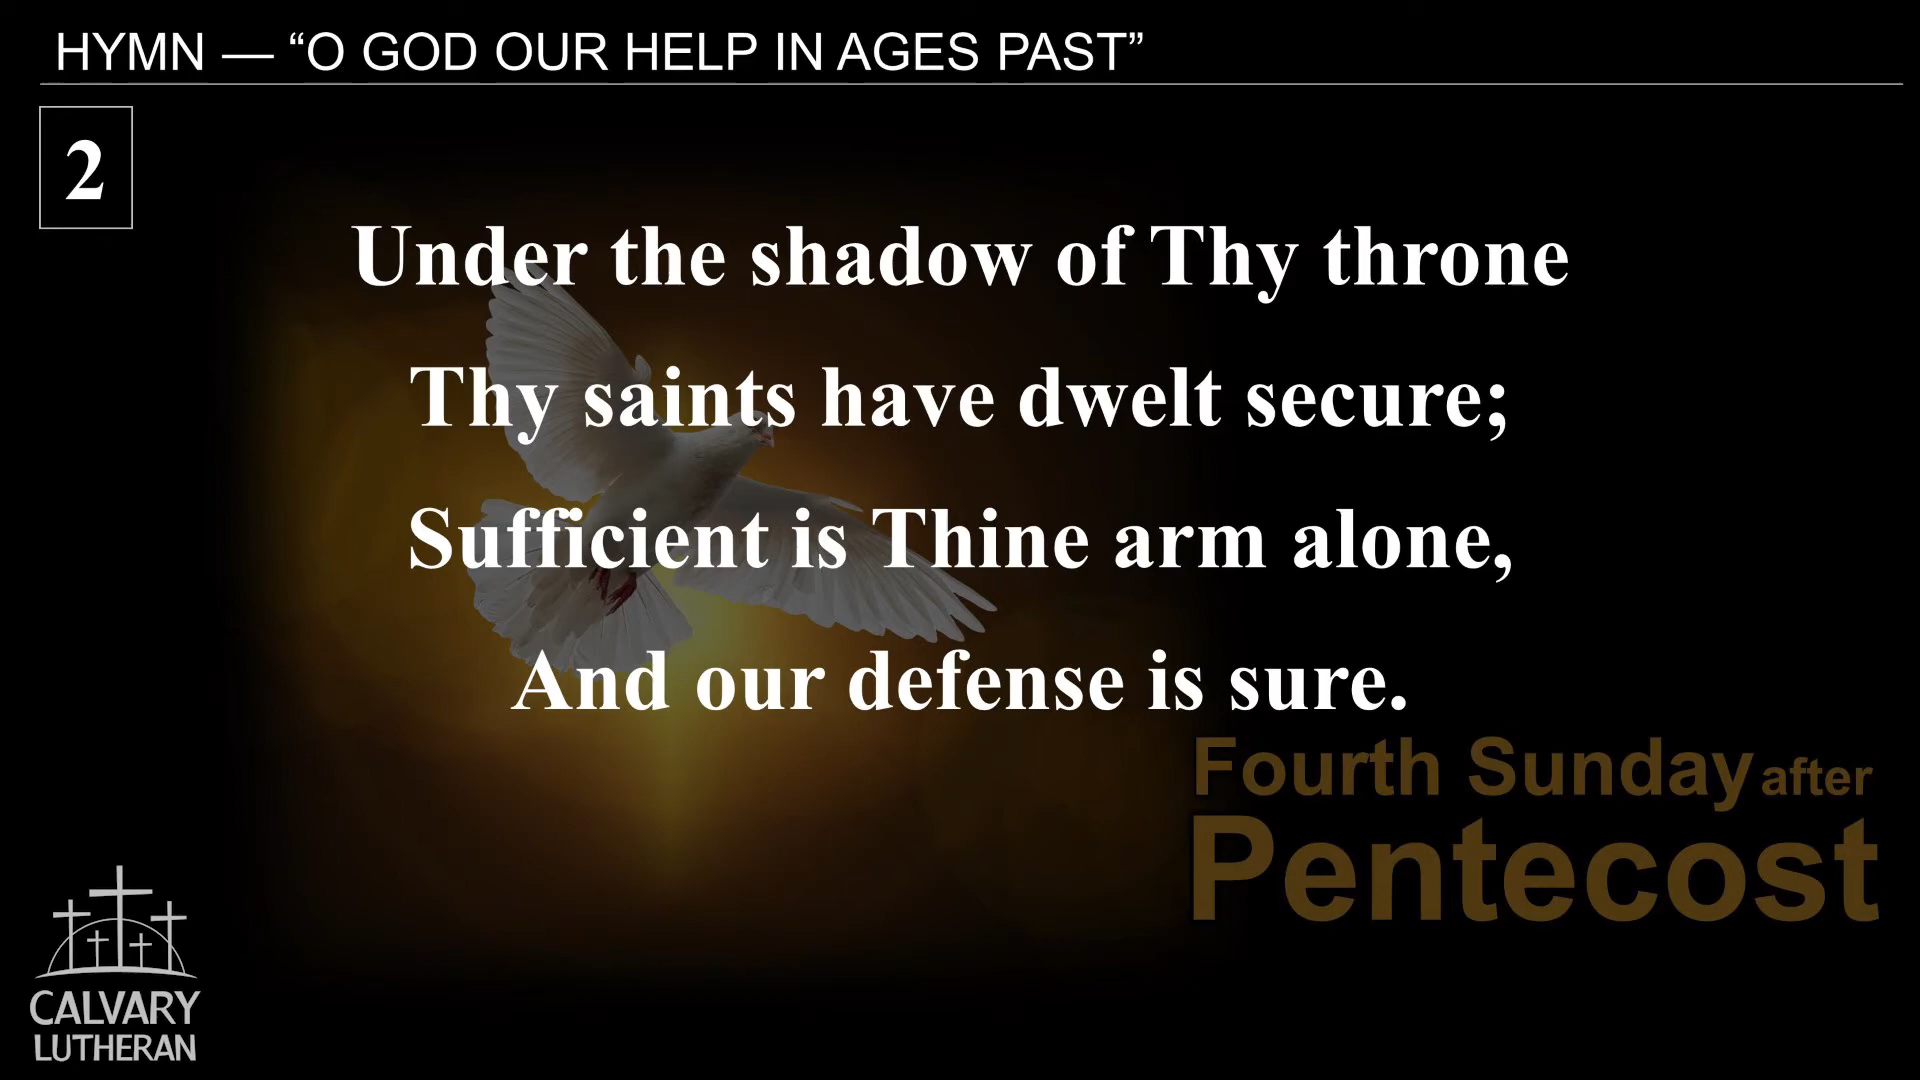 HYMN — “O GOD OUR HELP IN AGES PAST”
2
Under the shadow of Thy throne
Thy saints have dwelt secure;
Sufficient is Thine arm alone,
And our defense is sure.
Fourth Sunday after
Pentecost
CALVARY
LUTHERAN